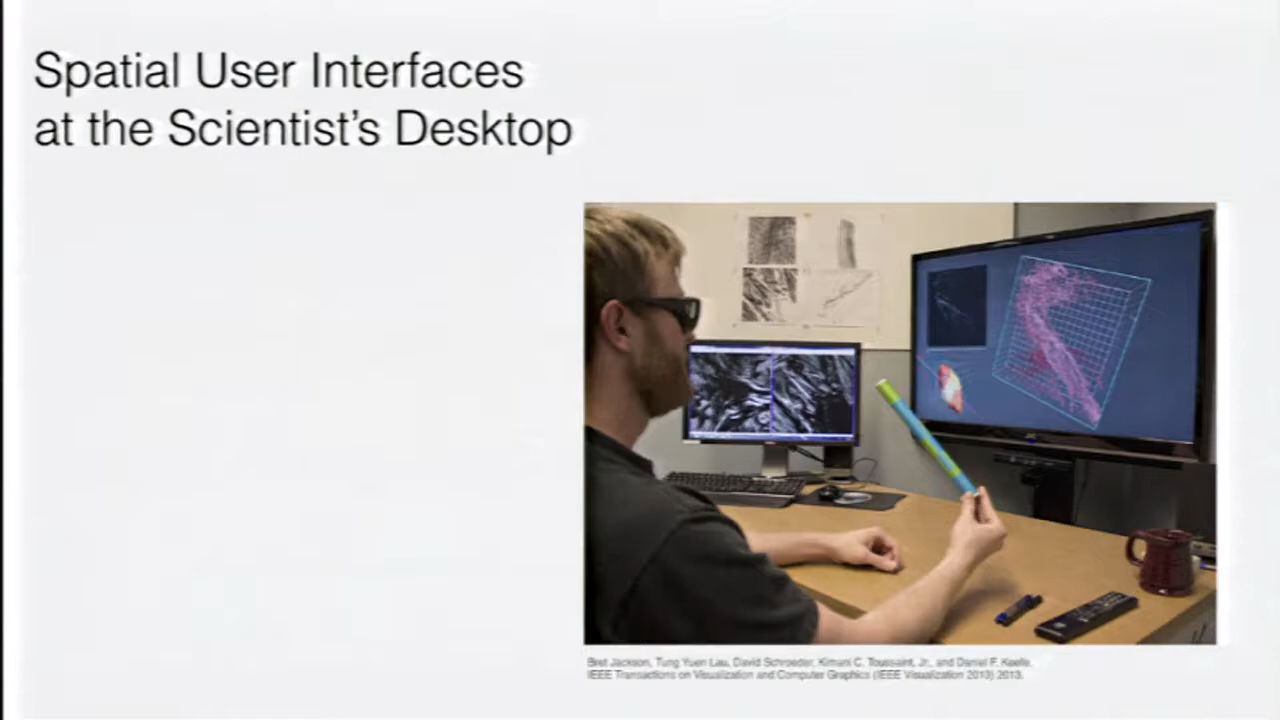 Spatial User Interfaces
at the Scientist's Desktop
Bret Jackson, Tung Yuen Lau, David Schroeder, Kimani C. Toussaint, Jr., and Daniel F. Keefe.
IEEE Transactions on Visualization and Computer Graphics (IEEE Visualization 2013) 2013.